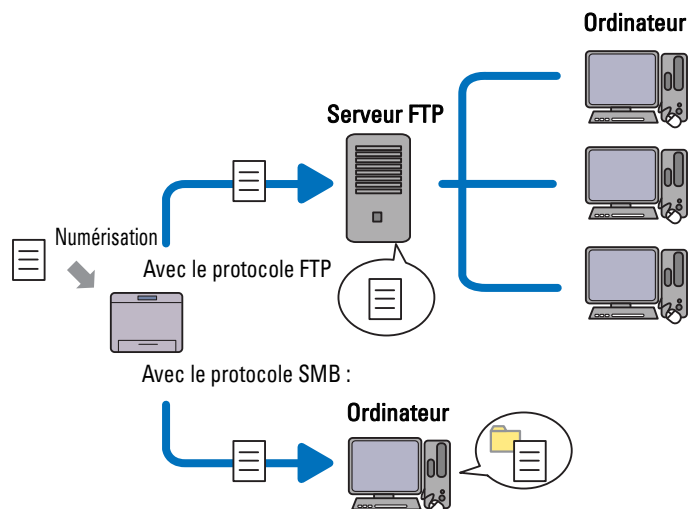 Ordinateur
Serveur FTP
Numérisation
Avec le protocole FTP
Avec le protocole SMB :
Ordinateur